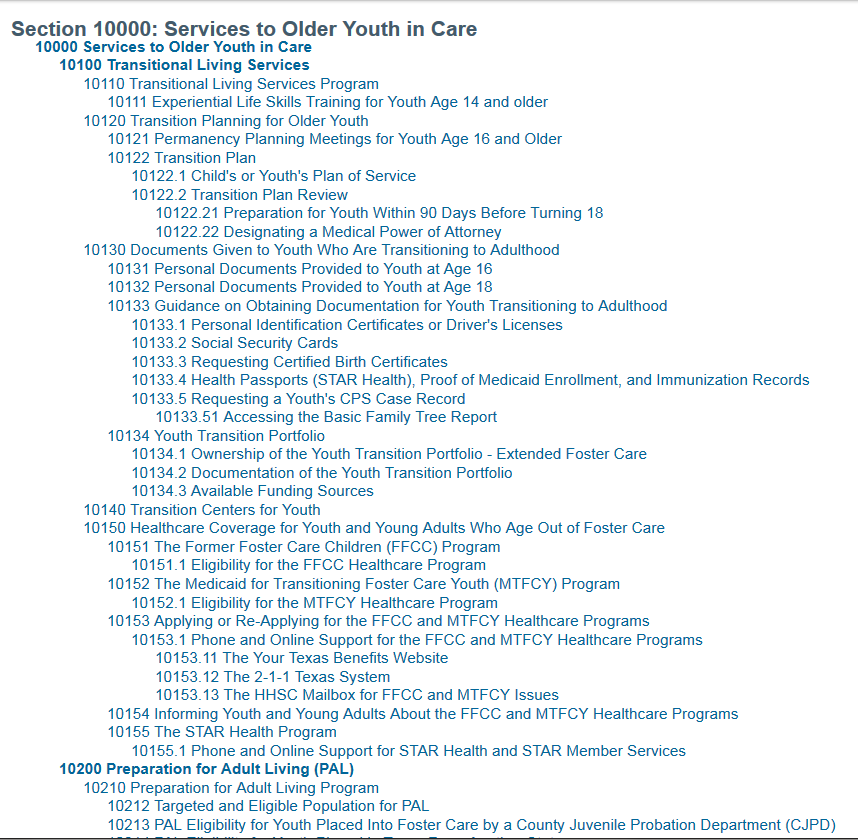 Section 10000: Services to Older Youth in Care
10000 Services to Older Youth in Care
10100 Transitional Living Services
10110 Transitional Living Services Program
10111 Experiential Life Skills Training for Youth Age 14 and older
10120 Transition Planning for Older Youth
10121 Permanency Planning Meetings for Youth Age 16 and Older
10122 Transition Plan
10122.1 Child's or Youth's Plan of Service
10122.2 Transition Plan Review
10122.21 Preparation for Youth Within 90 Days Before Turning 18
10122.22 Designating a Medical Power of Attorney
10130 Documents Given to Youth Who Are Transitioning to Adulthood
10131 Personal Documents Provided to Youth at Age 16
10132 Personal Documents Provided to Youth at Age 18
10133 Guidance on Obtaining Documentation for Youth Transitioning to Adulthood
10133.1 Personal Identification Certificates or Driver's Licenses
10133.2 Social Security Cards
10133.3 Requesting Certified Birth Certificates
10133.4 Health Passports (STAR Health), Proof of Medicaid Enrollment, and Immunization Records
10133.5 Requesting a Youth's CPS Case Record
10133.51 Accessing the Basic Family Tree Report
10134 Youth Transition Portfolio
10134.1 Ownership of the Youth Transition Portfolio - Extended Foster Care
10134.2 Documentation of the Youth Transition Portfolio
10134.3 Available Funding Sources
10140 Transition Centers for Youth
10150 Healthcare Coverage for Youth and Young Adults Who Age Out of Foster Care
10151 The Former Foster Care Children (FFCC) Program
10151.1 Eligibility for the FFCC Healthcare Program
10152 The Medicaid for Transitioning Foster Care Youth (MTFCY) Program
10152.1 Eligibility for the MTFCY Healthcare Program
10153 Applying or Re-Applying for the FFCC and MTFCY Healthcare Programs
10153.1 Phone and Online Support for the FFCC and MTFCY Healthcare Programs
10153.11 The Your Texas Benefits Website
10153.12 The 2-1-1 Texas System
10153.13 The HHSC Mailbox for FFCC and MTFCY Issues
10154 Informing Youth and Young Adults About the FFCC and MTFCY Healthcare Programs
10155 The STAR Health Program
10155.1 Phone and Online Support for STAR Health and STAR Member Services
10200 Preparation for Adult Living (PAL)
10210 Preparation for Adult Living Program
10212 Targeted and Eligible Population for PAL
10213 PAL Eligibility for Youth Placed Into Foster Care by a County Juvenile Probation Department (CJPD)